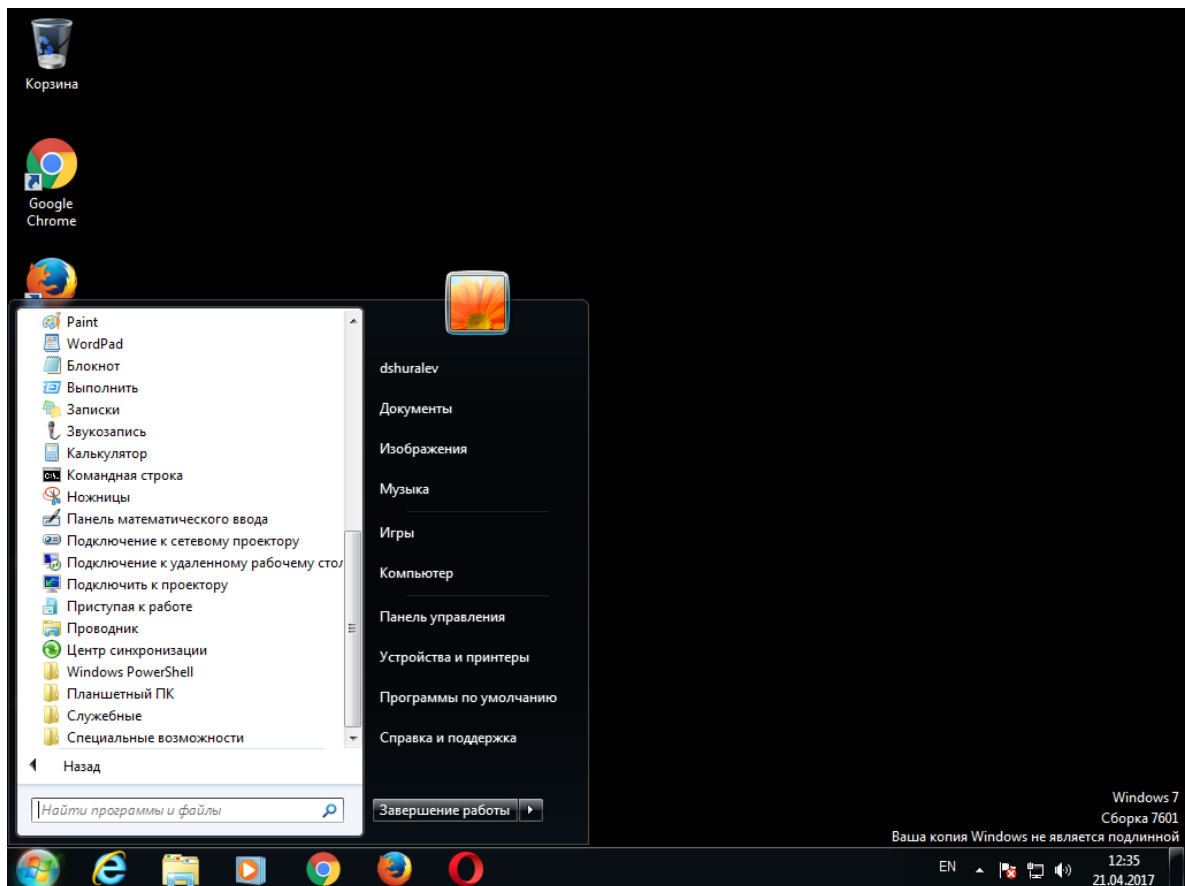 Корзина
Google
Chrome
Paint
WordPad
Блокнот
Выполнить
Записки
Звукозапись
Калькулятор
Командная строка
Ножницы
Панель математического ввода
Подключение к сетевому проектору
Подключение к удаленному рабочему стол
Подключить к проектору
Приступая к работе
Проводник
Центр синхронизации
Windows PowerShell
Планшетный ПК
Служебные
Специальные возможности
Назад
Найти программы и файлы
dshuralev
Документы
Изображения
Музыка
Игры
Компьютер
Панель управления
Устройства и принтеры
Программы по умолчанию
Справка и поддержка
Завершение работы
Windows 7
Сборка 7601
Ваша копия Windows не является подлинной
EN
12:35
21.04.2017